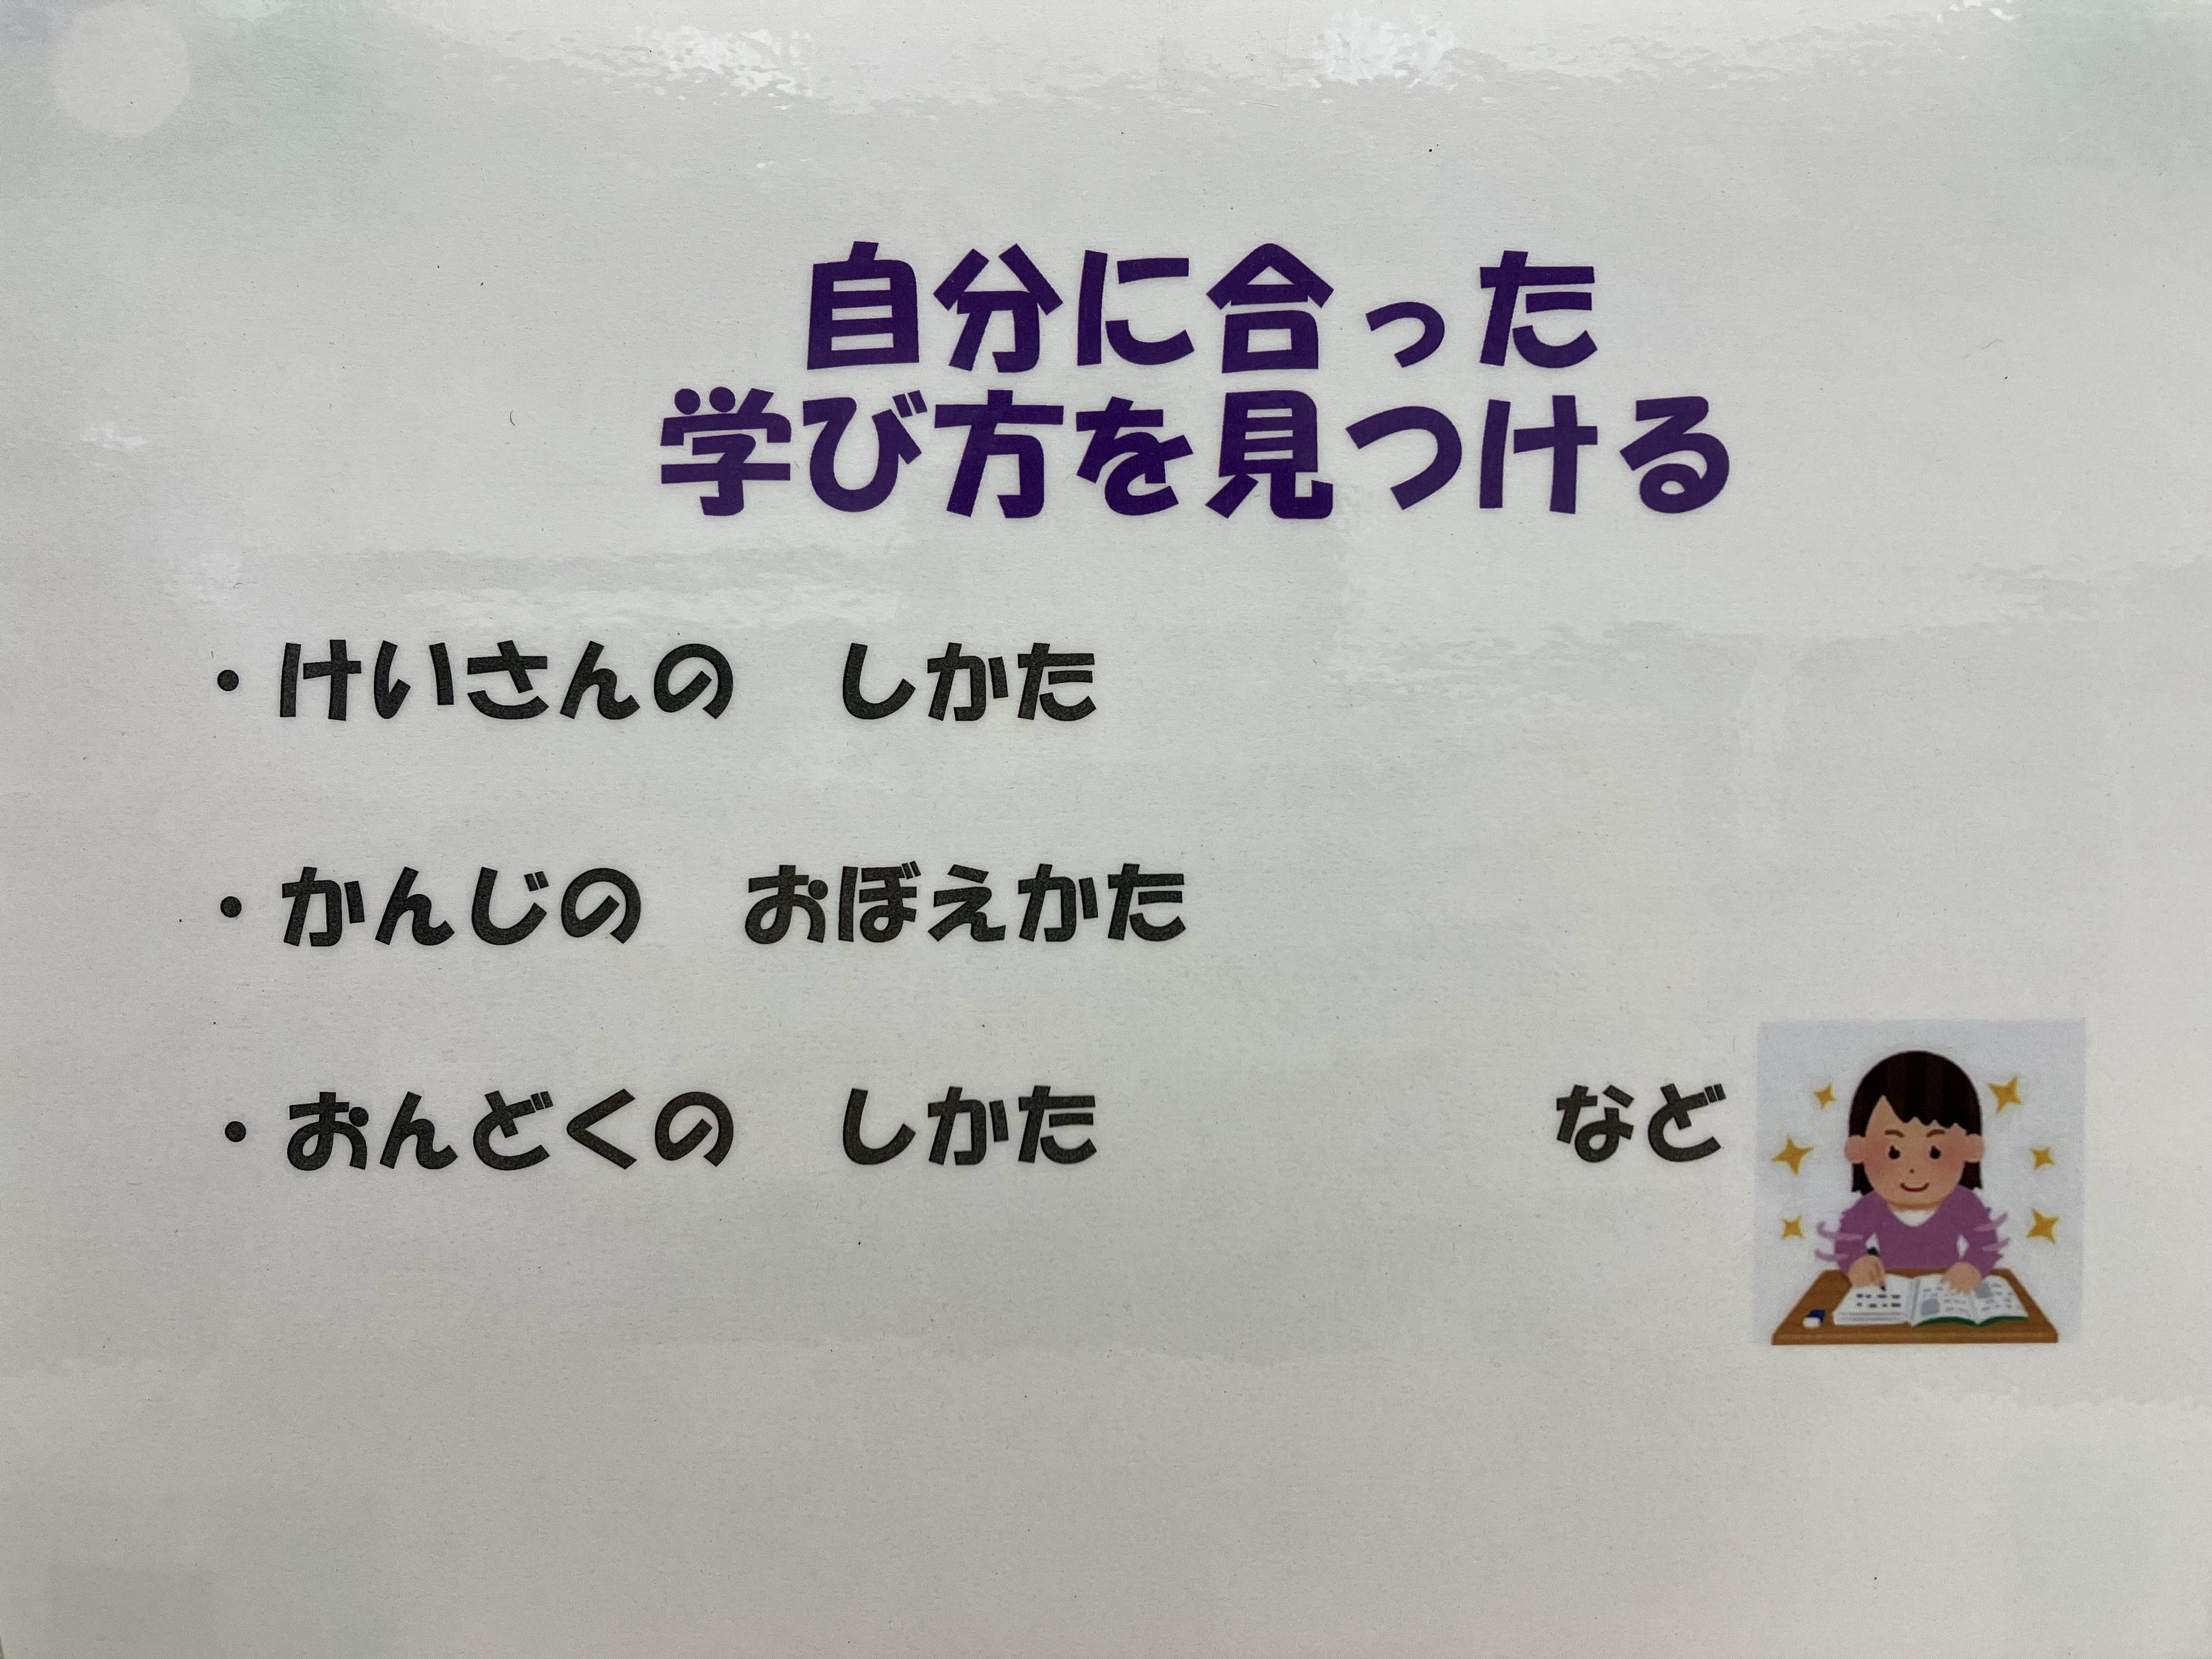 自分に合った
学び方を見つける
・けいさんの　しかた
・かんじの　おぼえかた
・おんどくの　しかた　　　　　など